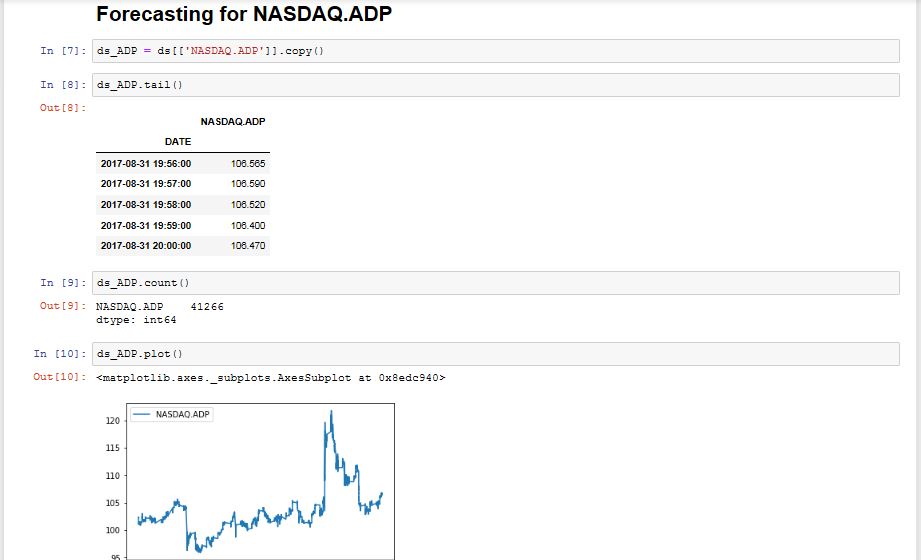 Forecasting for NASDAQ.ADP
In [7]: ds_ADP = ds[['NASDAQ.ADP']].copy()
In [8]: ds_ADP.tail()
Out[8]:
NASDAQ.ADP
DATE
2017-08-31 19:56:00 106.565
2017-08-31 19:57:00 106.590
2017-08-31 19:58:00 106.520
2017-08-31 19:59:00 106.400
2017-08-31 20:00:00 106.470
In [9]: ds_ADP.count()
Out[9]: NASDAQ.ADP 41266
dtype: int64
In [10]: ds_ADP.plot()
Out[10]: <matplotlib.axes._subplots.AxesSubplot at 0x8edc940>
NASDAQ.ADP
120
115
110
105
100
95